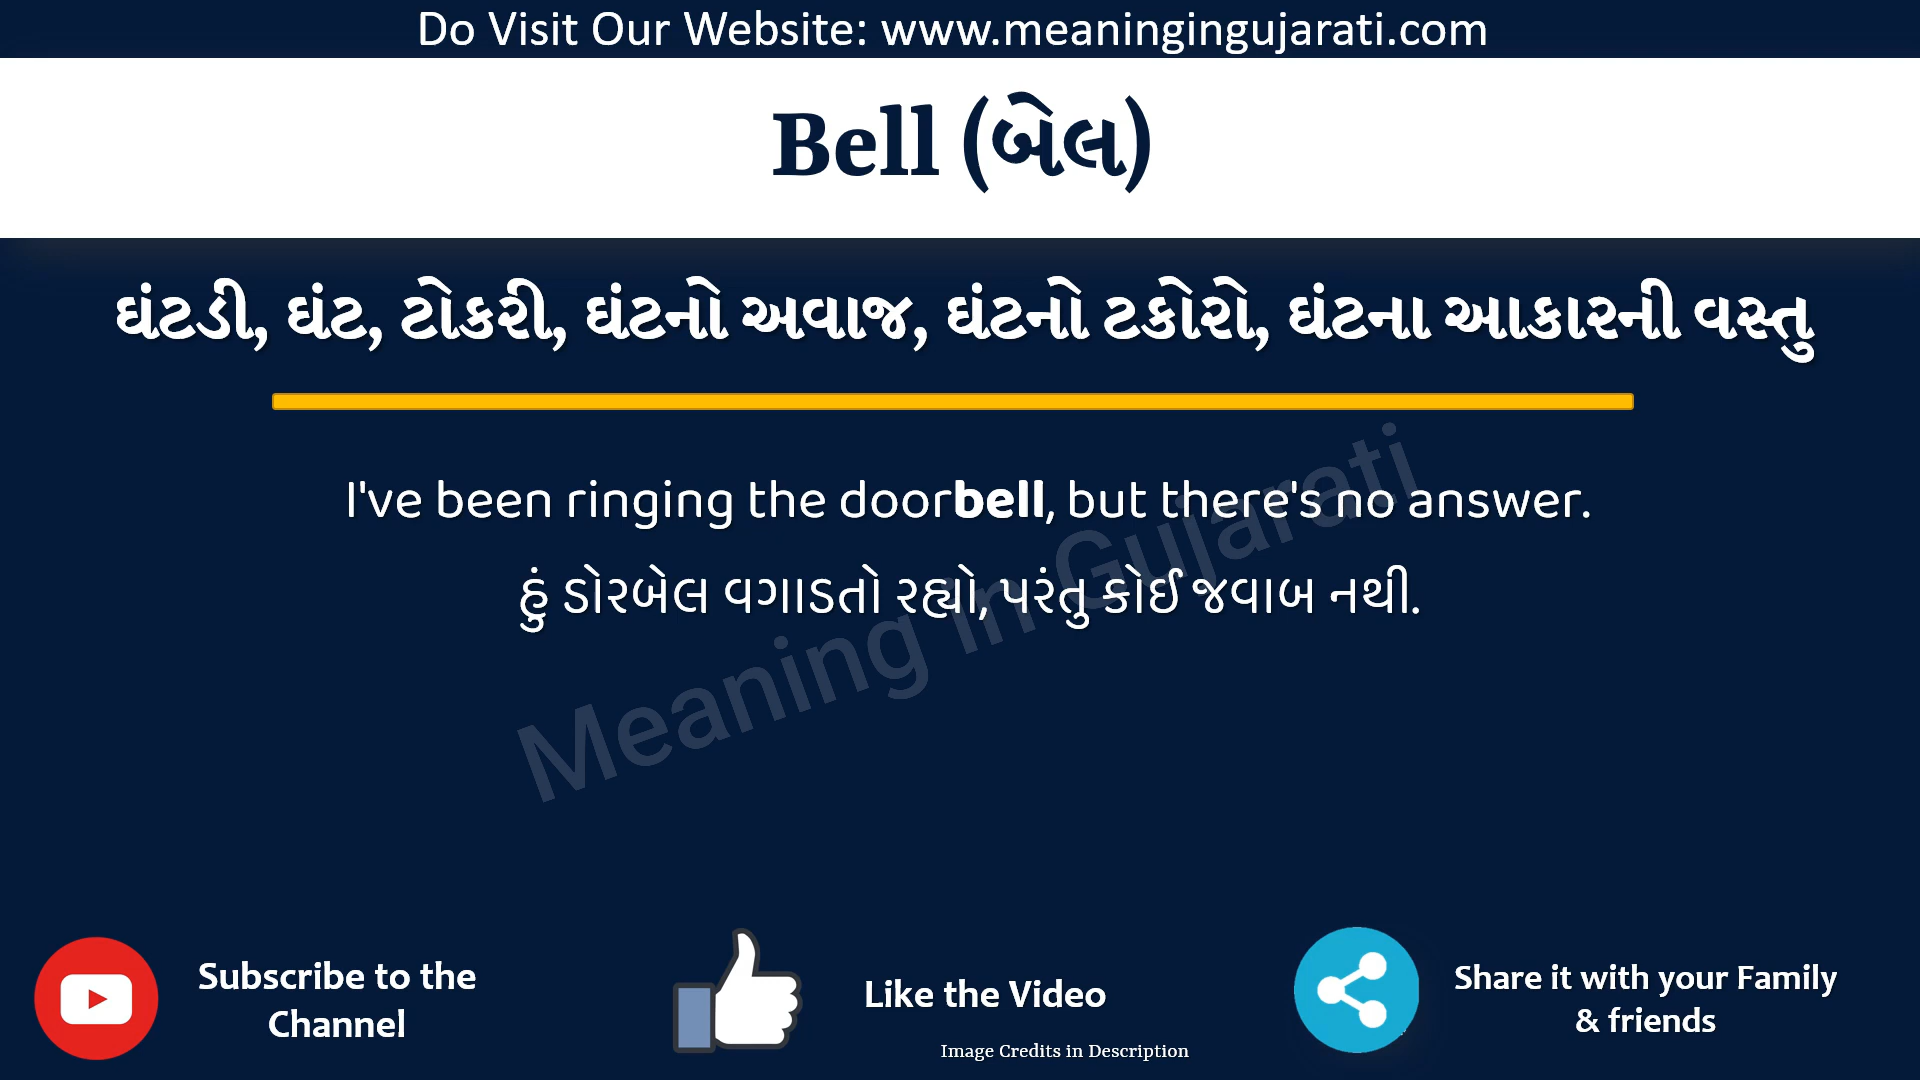 Do Visit Our Website: www.meaningingujarati.com
Bell (બેલ)
ઘંટડી, ઘંટ, ટોકરી, ઘંટનો અવાજ, ઘંટનો ટકોરો, ઘંટના આકારની વસ્તુ
I've been ringing the doorbell, but there's no answer.
હું ડોરબેલ વગાડતો રહ્યો, પરંતુ કોઈ જવાબ નથી.
Meaning in Gujarati
Subscribe to the
Channel
Like the Video
Share it with your Family
& friends
Image Credits in Description